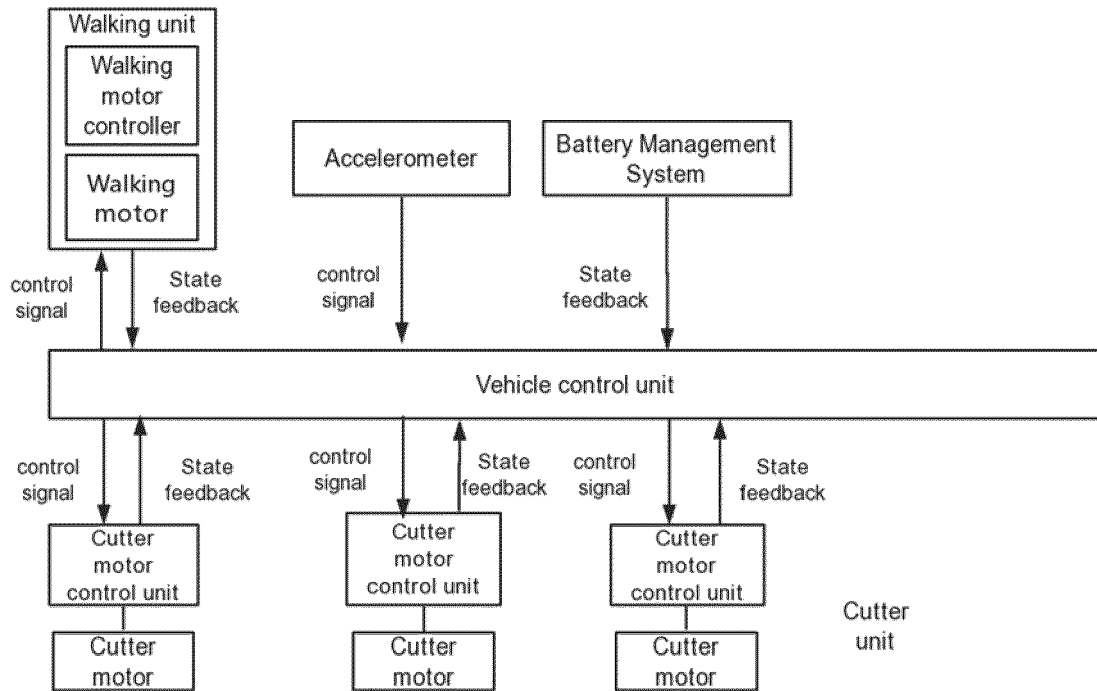 Walking unit
Walking
motor
controller
Walking
motor
Accelerometer
Battery Management
System
control
signal
State
feedback
control
signal
State
feedback
Vehicle control unit
control
signal
State
feedback
control
signal
State
feedback
control
signal
State
feedback
Cutter
motor
control unit
Cutter
motor
control unit
Cutter
motor
control unit
Cutter
motor
Cutter
motor
Cutter
motor
Cutter
unit